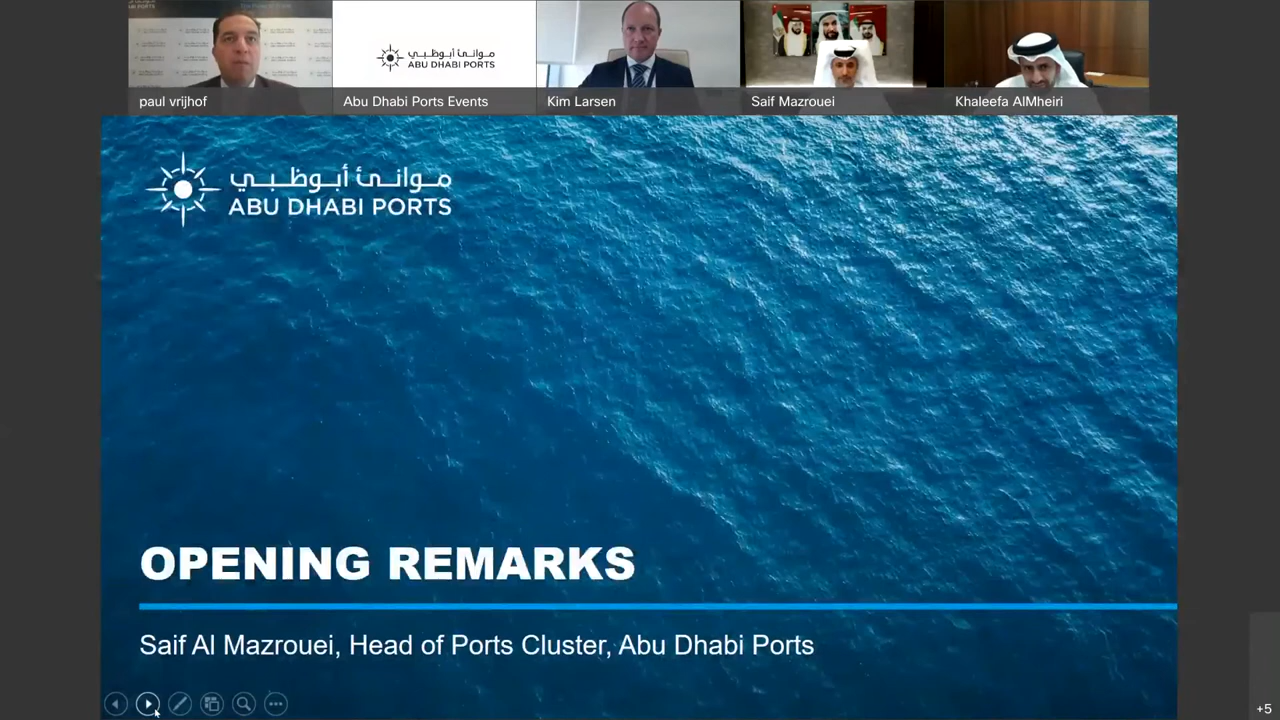 paul vrijhof
موانئ أبوظبي
ABU DHABI PORTS
Abu Dhabi Ports Events
Kim Larsen
Saif Mazrouei
Khaleefa AlMheiri
موانئ أبوظبي
ABU DHABI PORTS
OPENING REMARKS
Saif Al Mazrouei, Head of Ports Cluster, Abu Dhabi Ports
+5